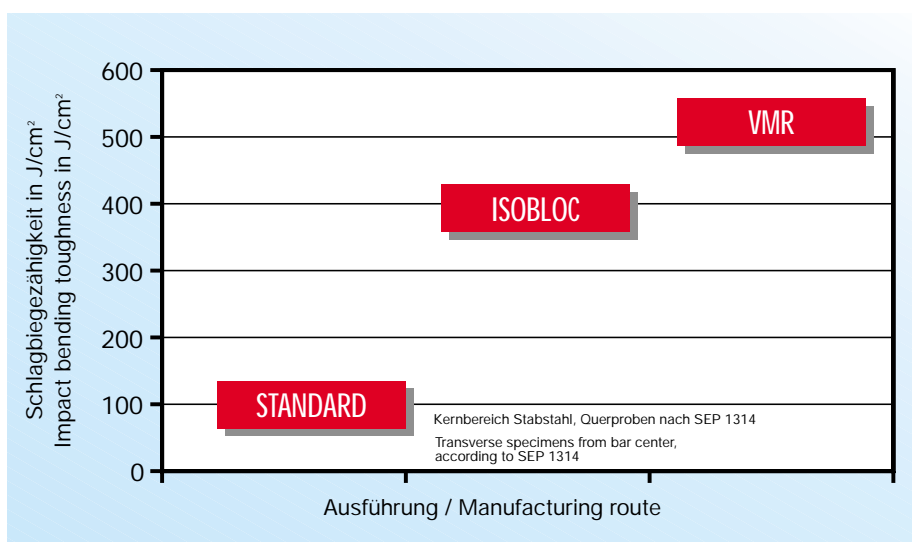 Schlagbiegezähigkeit in J/cm²
Impact bending toughness in J/cm²
600
500
400
300
200
100
0
VMR
ISOBLOC
STANDARD
Kernbereich Stabstahl, Querproben nach SEP 1314
Transverse specimens from bar center,
according to SEP 1314
Ausführung / Manufacturing route